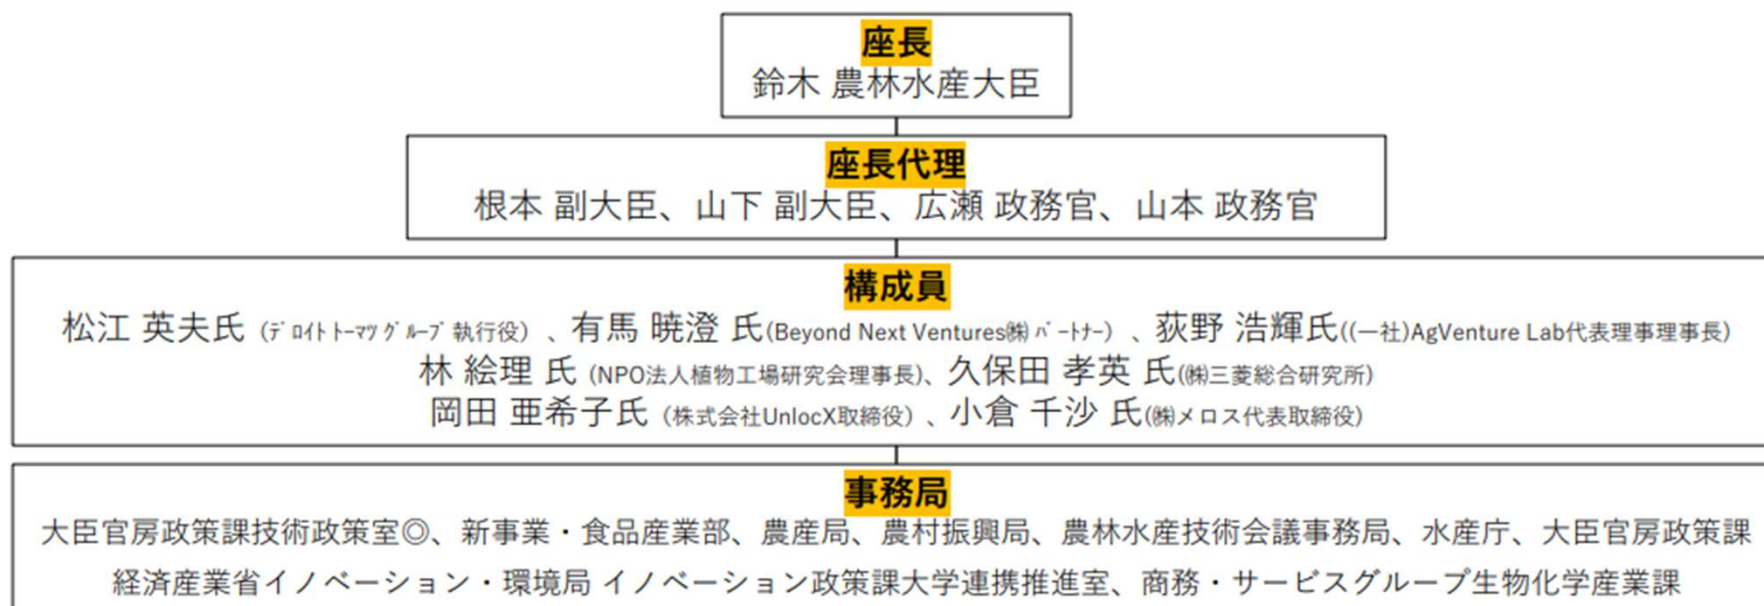 座長
鈴木 農林水産大臣
座長代理
根本 副大臣、山下 副大臣、広瀬 政務官、山本 政務官
構成員
松江 英夫氏（ﾃﾞﾛｲﾄﾄｰﾏﾂｸﾞﾙｰﾌﾟ執行役）、有馬 暁澄 氏(Beyond Next Ventures㈱ ﾊﾟｰﾄﾅｰ）、荻野 浩輝氏((一社)AgVenture Lab代表理事理事長)
林 絵理 氏（NPO法人植物工場研究会理事長)、久保田 孝英 氏(㈱三菱総合研究所)
岡田 亜希子氏（株式会社UnlocX取締役）、小倉 千沙 氏(㈱メロス代表取締役)
事務局
大臣官房政策課技術政策室◎、新事業・食品産業部、農産局、農村振興局、農林水産技術会議事務局、水産庁、大臣官房政策課
経済産業省イノベーション・環境局 イノベーション政策課大学連携推進室、商務・サービスグループ生物化学産業課